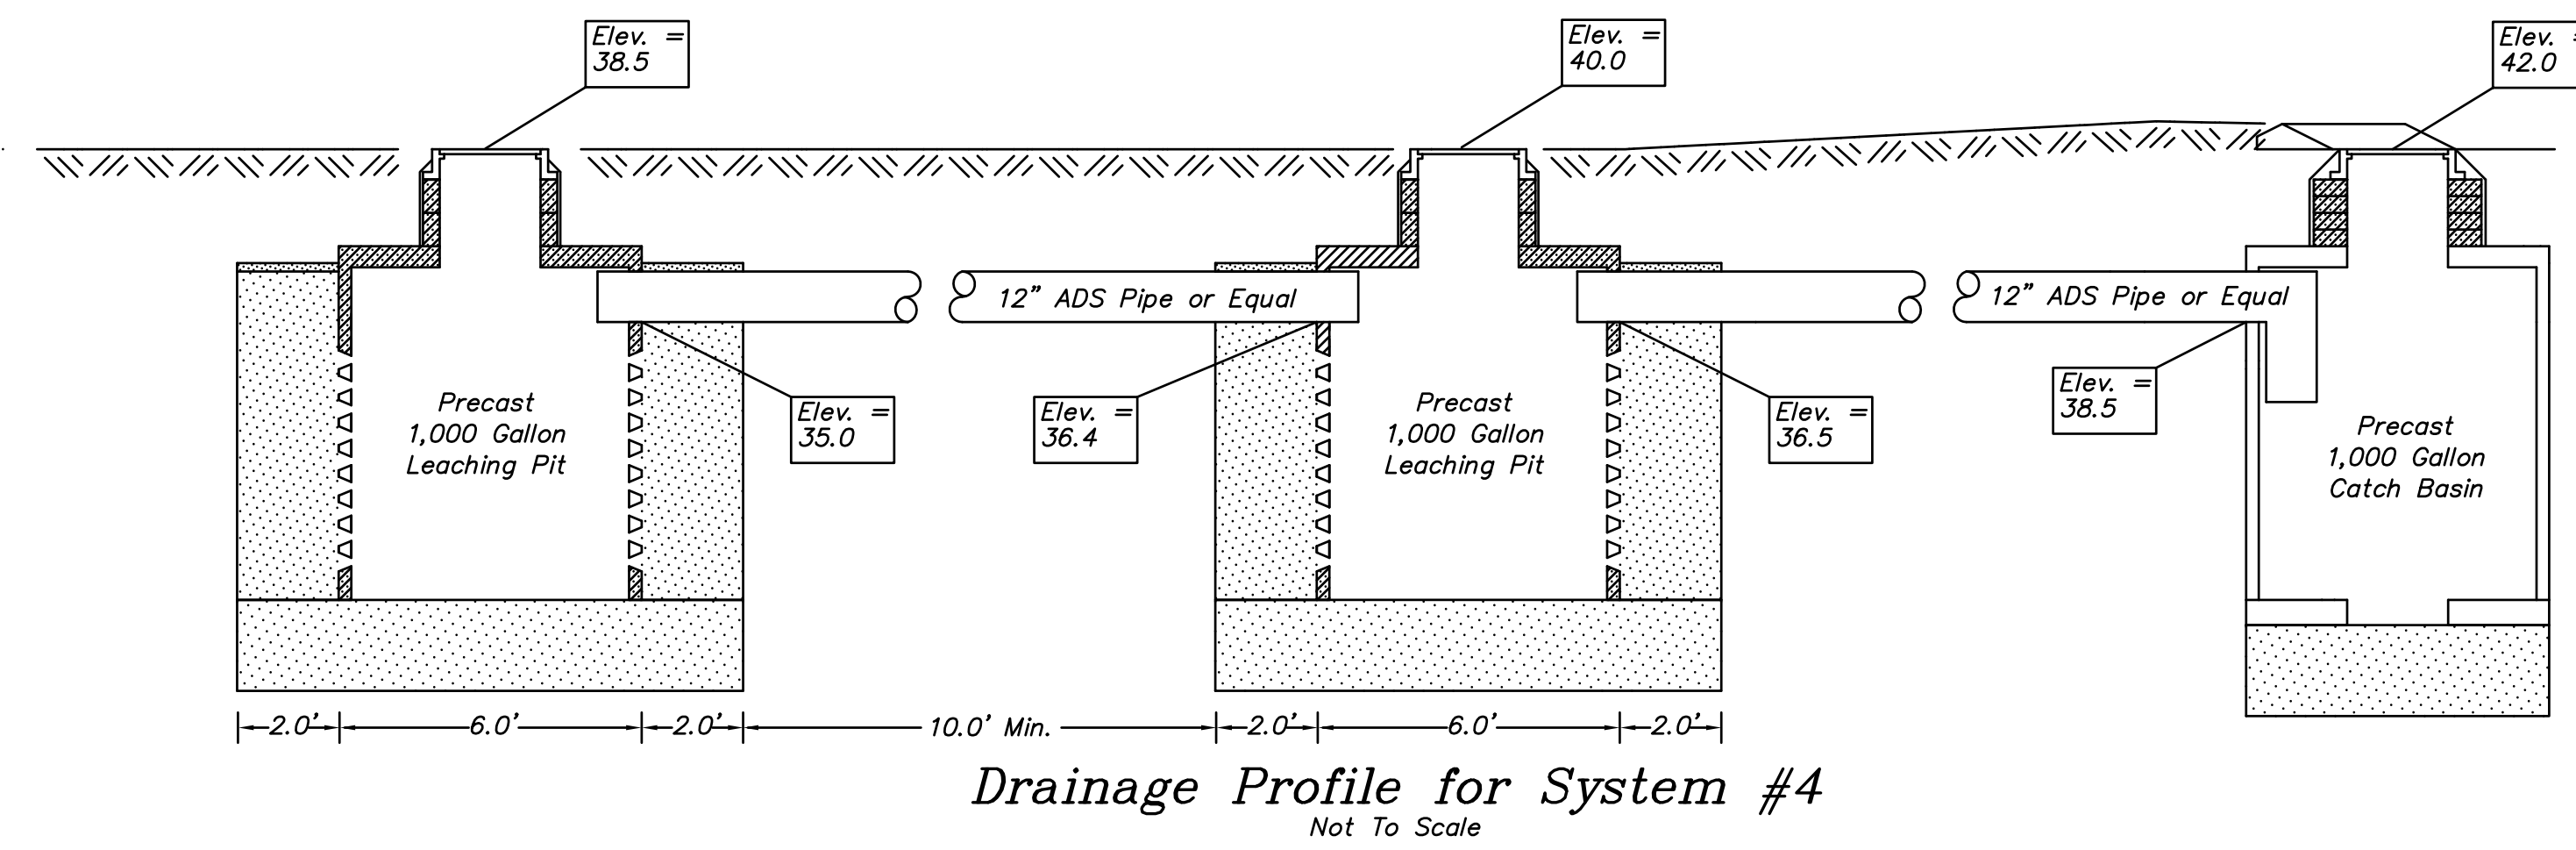 Elev. =
38.5
Elev. =
40.0
Elev. =
42.0
12" ADS Pipe or Equal
12" ADS Pipe or Equal
Elev. =
35.0
Elev. =
36.4
Elev. =
36.5
Elev. =
38.5
Precast
1,000 Gallon
Leaching Pit
Precast
1,000 Gallon
Leaching Pit
Precast
1,000 Gallon
Catch Basin
2.0' 6.0' 2.0' 10.0' Min. 2.0' 6.0' 2.0'
Drainage Profile for System #4
Not To Scale